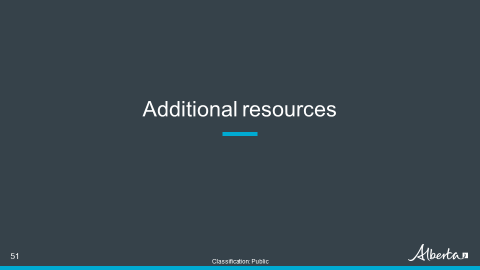 Additional resources
51
Classification: Public
Alberta